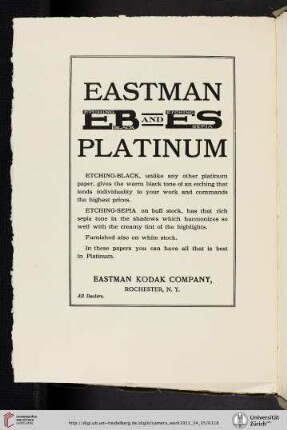 EASTMAN
ETCHING ETCHING
EB AND ES
BLACK SEPIA
PLATINUM
ETCHING-BLACK, unlike any other platinum
paper, gives the warm black tone of an etching that
lends individuality to your work and commands
the highest prices.
ETCHING-SEPIA on buff stock, has that rich
sepia tone in the shadows which harmonizes so
well with the creamy tint of the highlights.
Furnished also on white stock.
In these papers you can have all that is best
in Platinum.
EASTMAN KODAK COMPANY,
ROCHESTER, N. Y.
All Dealers.
Universität
Zürich